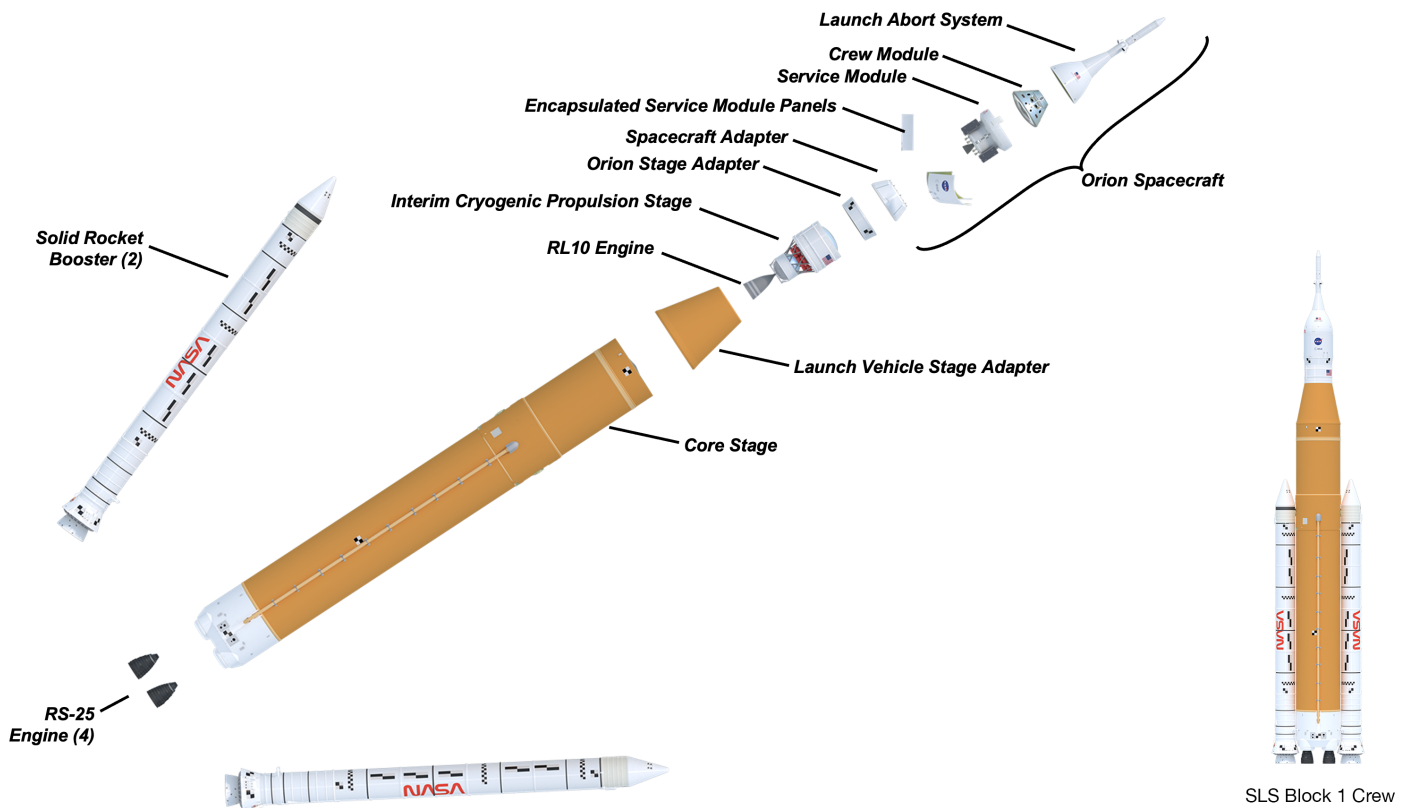 Launch Abort System
Crew Module
Service Module
Encapsulated Service Module Panels
Spacecraft Adapter
Orion Stage Adapter
Interim Cryogenic Propulsion Stage
RL10 Engine
Orion Spacecraft
Solid Rocket
Booster (2)
NASA
Launch Vehicle Stage Adapter
Core Stage
RS-25
Engine (4)
NASA
NASA
NASA
SLS Block 1 Crew